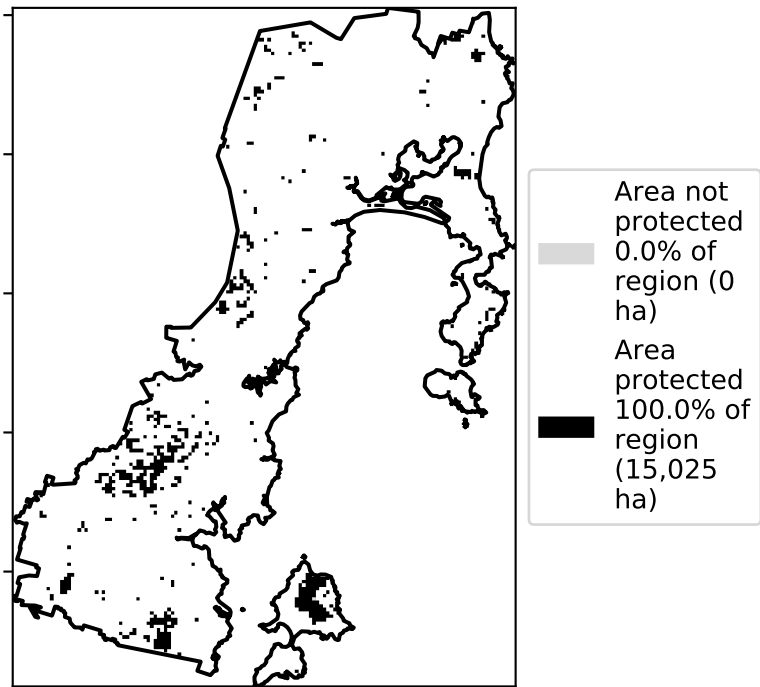 Area not
protected
0.0% of
region (0
ha)
Area
protected
100.0% of
region
(15,025
ha)